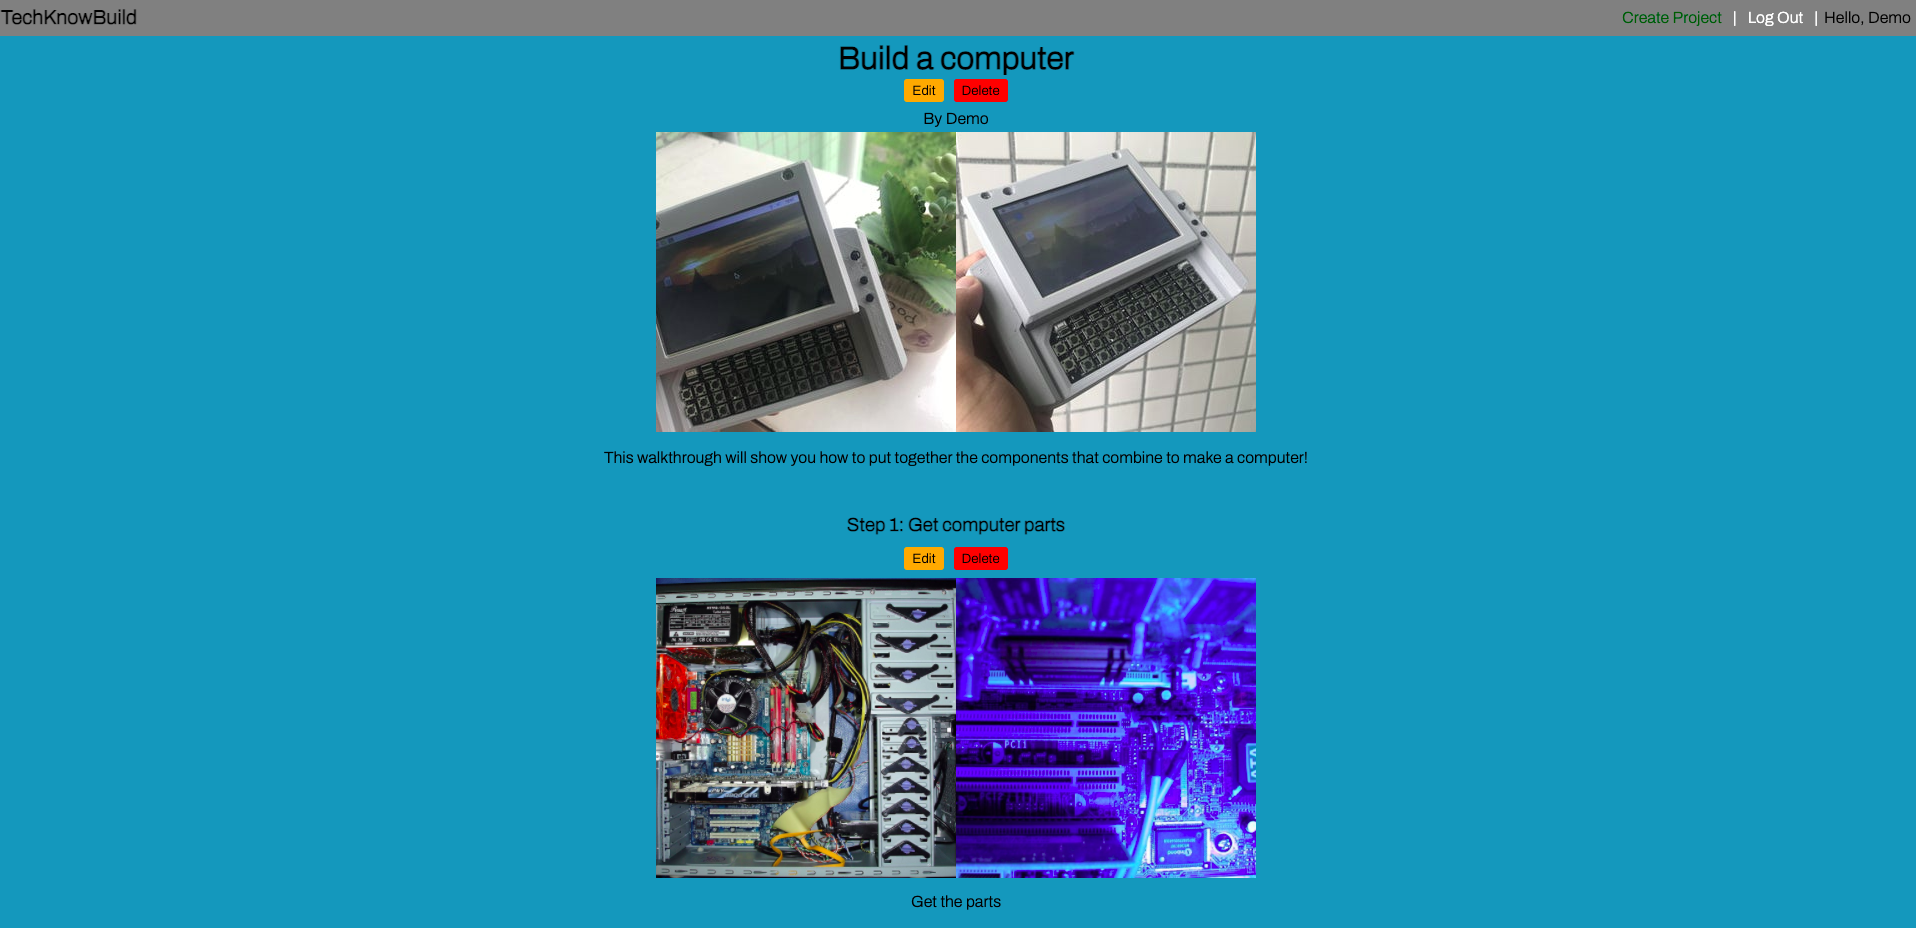 TechKnowBuild
Create Project | Log Out | Hello, Demo
Build a computer
Edit Delete
By Demo
This walkthrough will show you how to put together the components that combine to make a computer!
Step 1: Get computer parts
Edit Delete
PCI1
ATA
Get the parts